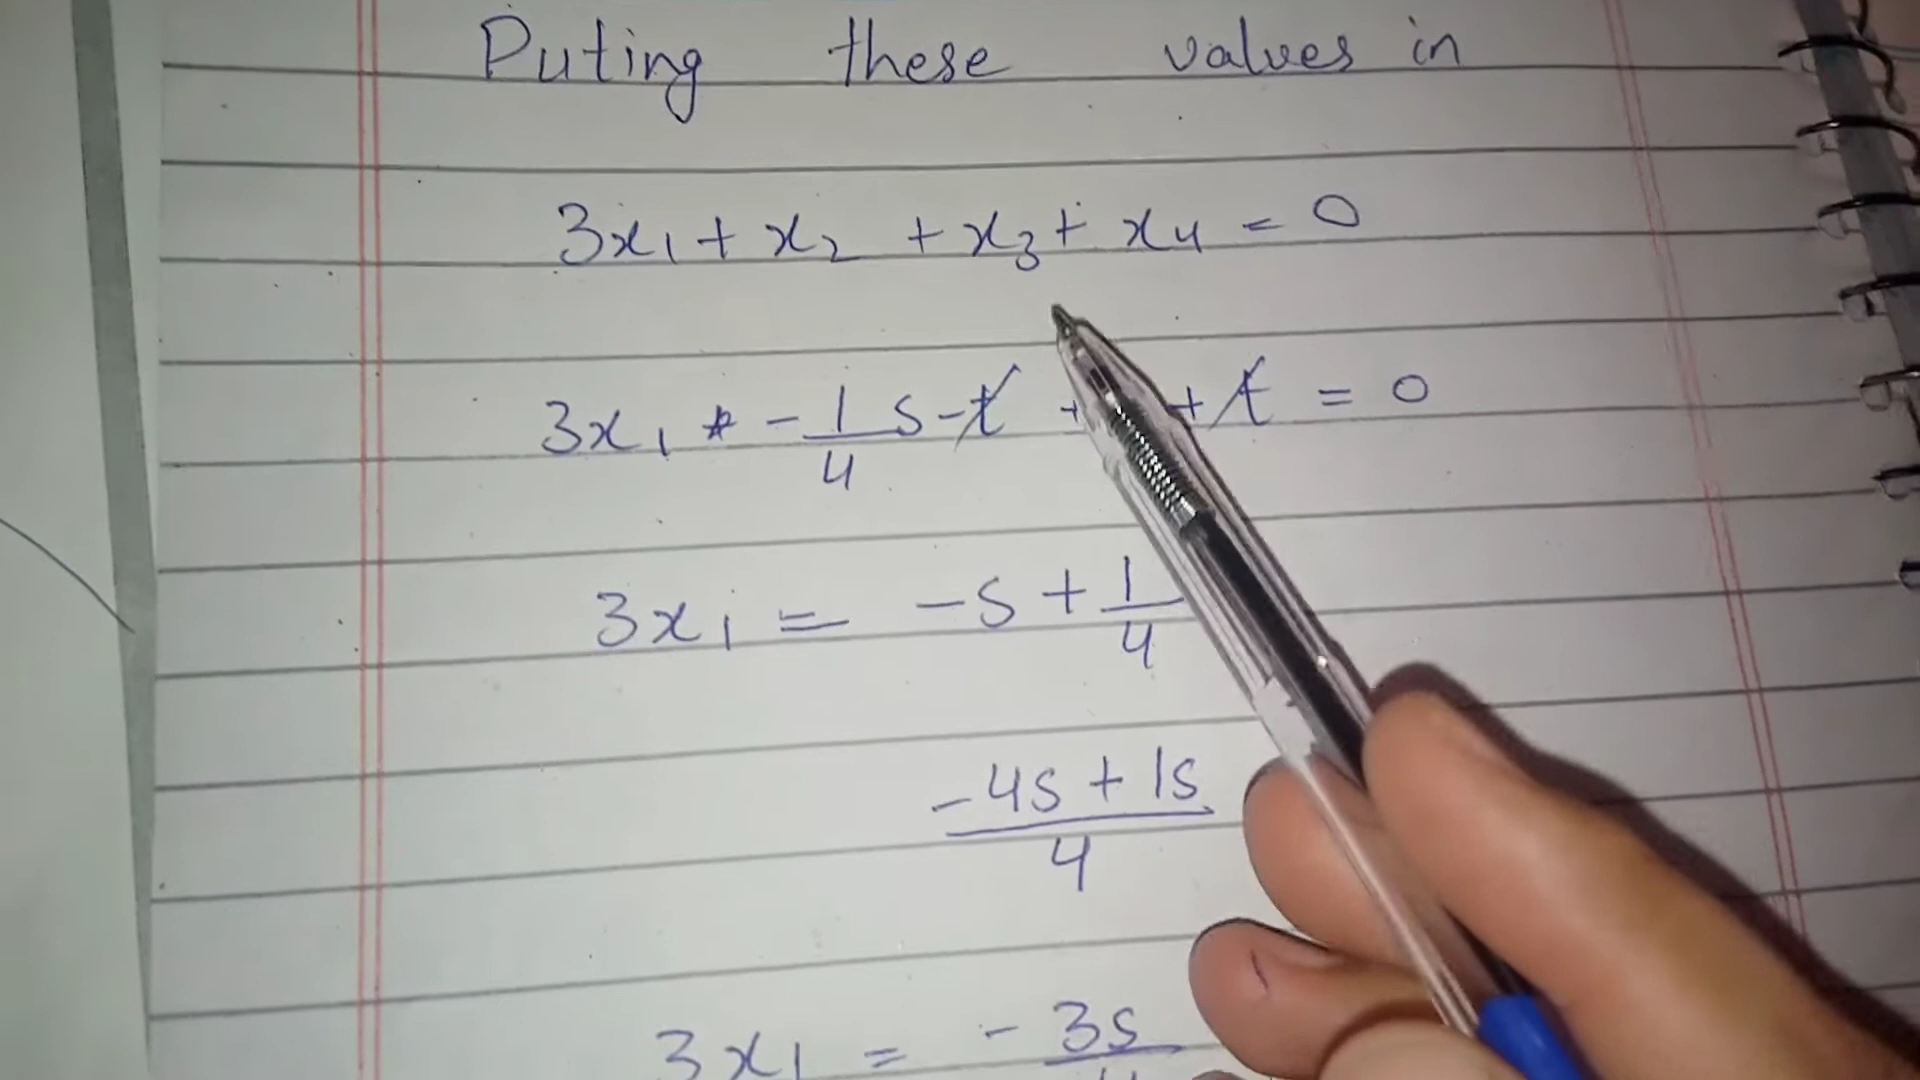 Puting these values in
3x₁ + x₂ + x₃ + x₄ = 0
3x₁ - 1/4 s - t + + t = 0
3x₁ = -s + 1/4
-4s + 1s / 4
3x₁ = - 3s